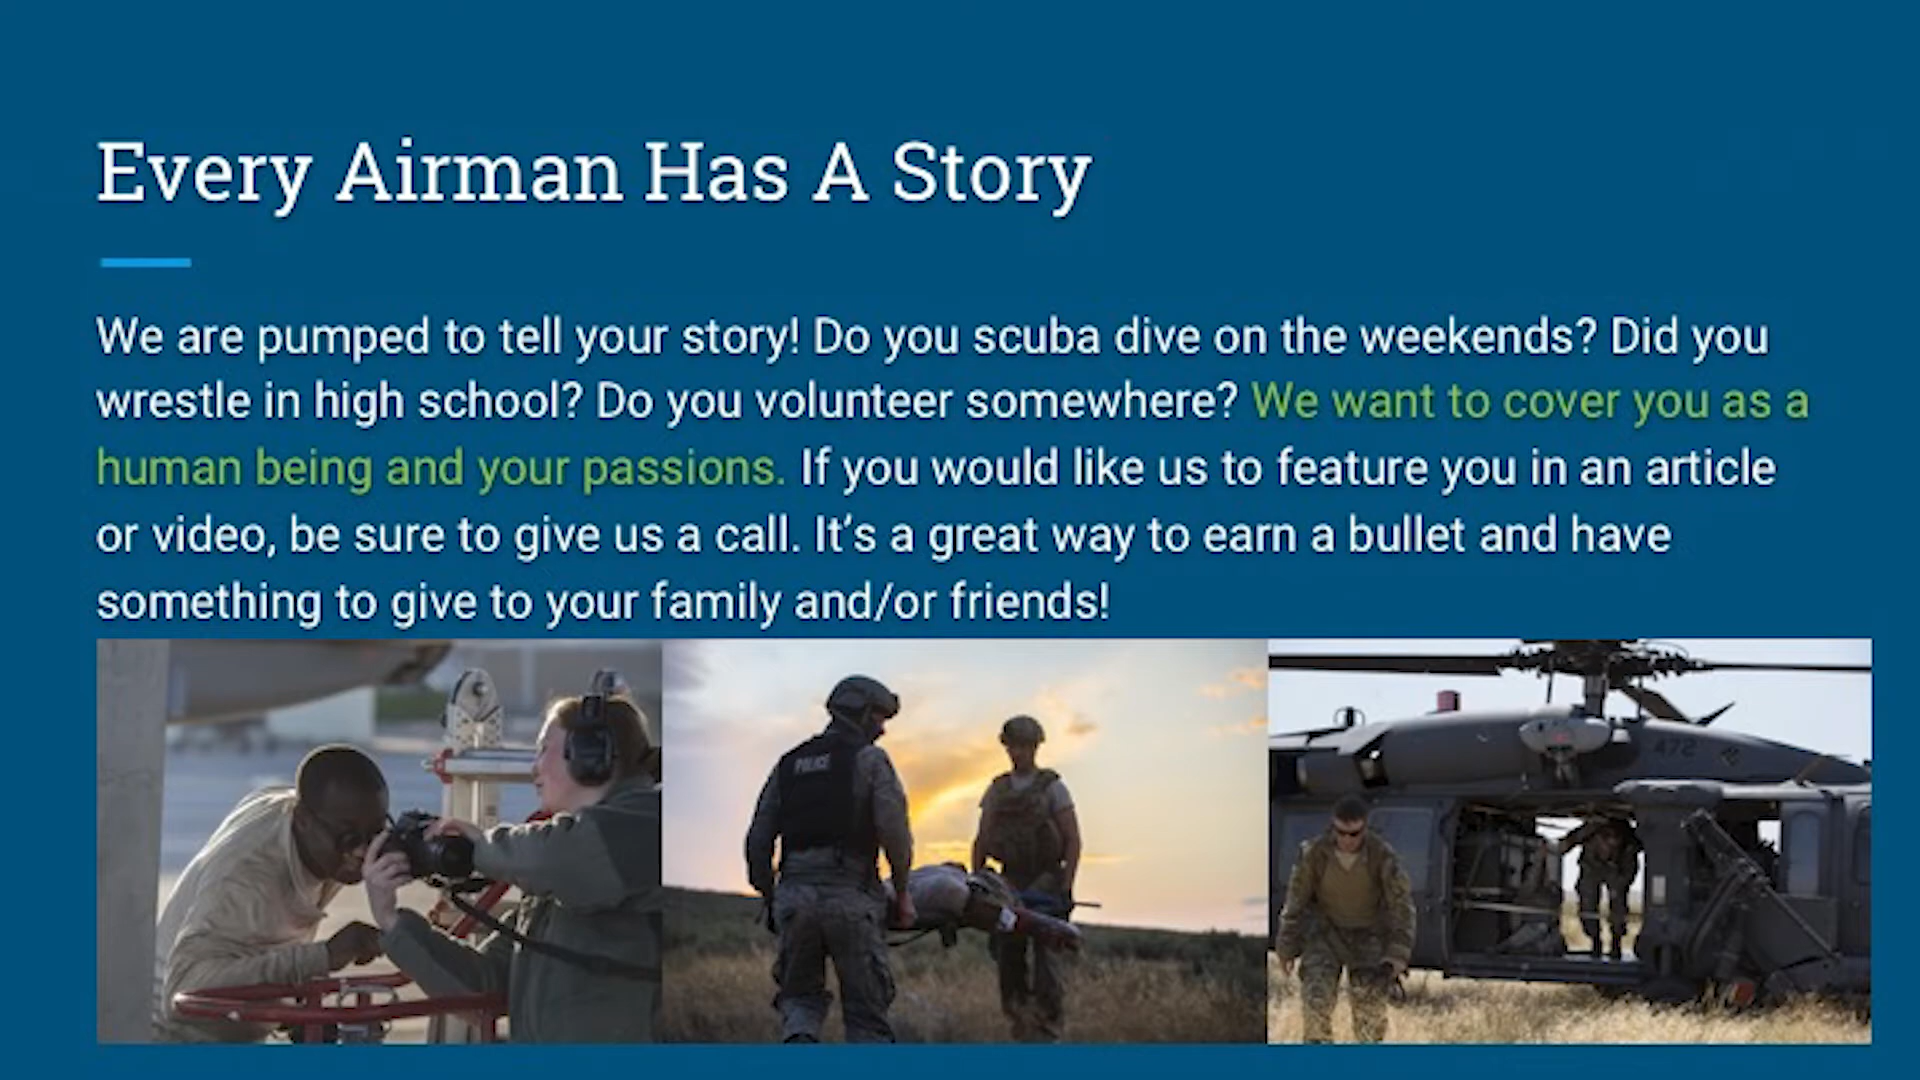 Every Airman Has A Story
We are pumped to tell your story! Do you scuba dive on the weekends? Did you
wrestle in high school? Do you volunteer somewhere? We want to cover you as a
human being and your passions. If you would like us to feature you in an article
or video, be sure to give us a call. It’s a great way to earn a bullet and have
something to give to your family and/or friends!
POLICE
472